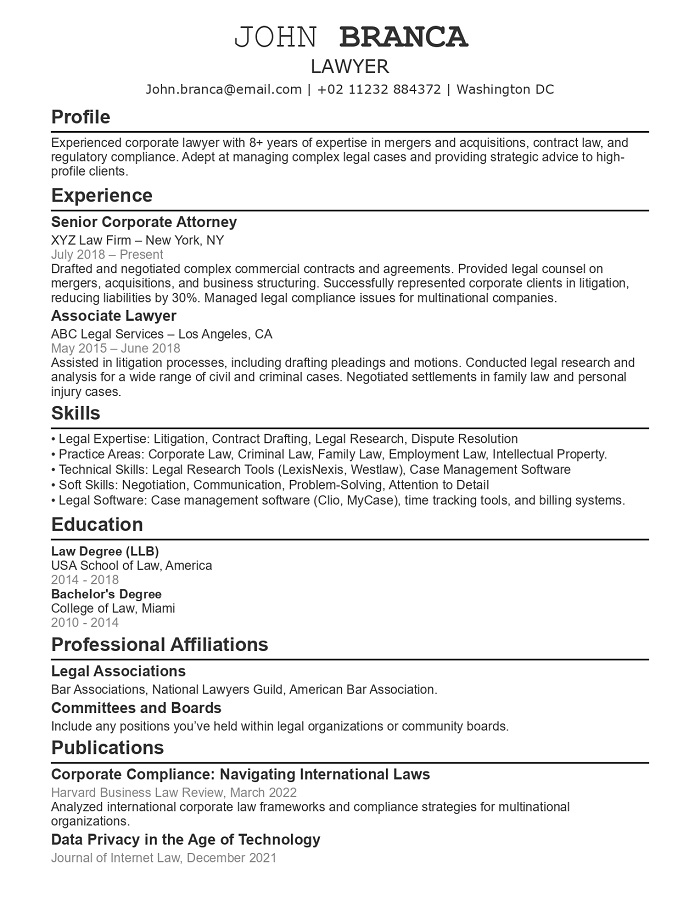 JOHN BRANCA
LAWYER
John.branca@email.com | +02 11232 884372 | Washington DC
Profile
Experienced corporate lawyer with 8+ years of expertise in mergers and acquisitions, contract law, and
regulatory compliance. Adept at managing complex legal cases and providing strategic advice to high-
profile clients.
Experience
Senior Corporate Attorney
XYZ Law Firm – New York, NY
July 2018 – Present
Drafted and negotiated complex commercial contracts and agreements. Provided legal counsel on
mergers, acquisitions, and business structuring. Successfully represented corporate clients in litigation,
reducing liabilities by 30%. Managed legal compliance issues for multinational companies.
Associate Lawyer
ABC Legal Services – Los Angeles, CA
May 2015 – June 2018
Assisted in litigation processes, including drafting pleadings and motions. Conducted legal research and
analysis for a wide range of civil and criminal cases. Negotiated settlements in family law and personal
injury cases.
Skills
• Legal Expertise: Litigation, Contract Drafting, Legal Research, Dispute Resolution
• Practice Areas: Corporate Law, Criminal Law, Family Law, Employment Law, Intellectual Property.
• Technical Skills: Legal Research Tools (LexisNexis, Westlaw), Case Management Software
• Soft Skills: Negotiation, Communication, Problem-Solving, Attention to Detail
• Legal Software: Case management software (Clio, MyCase), time tracking tools, and billing systems.
Education
Law Degree (LLB)
USA School of Law, America
2014 - 2018
Bachelor's Degree
College of Law, Miami
2010 - 2014
Professional Affiliations
Legal Associations
Bar Associations, National Lawyers Guild, American Bar Association.
Committees and Boards
Include any positions you’ve held within legal organizations or community boards.
Publications
Corporate Compliance: Navigating International Laws
Harvard Business Law Review, March 2022
Analyzed international corporate law frameworks and compliance strategies for multinational
organizations.
Data Privacy in the Age of Technology
Journal of Internet Law, December 2021